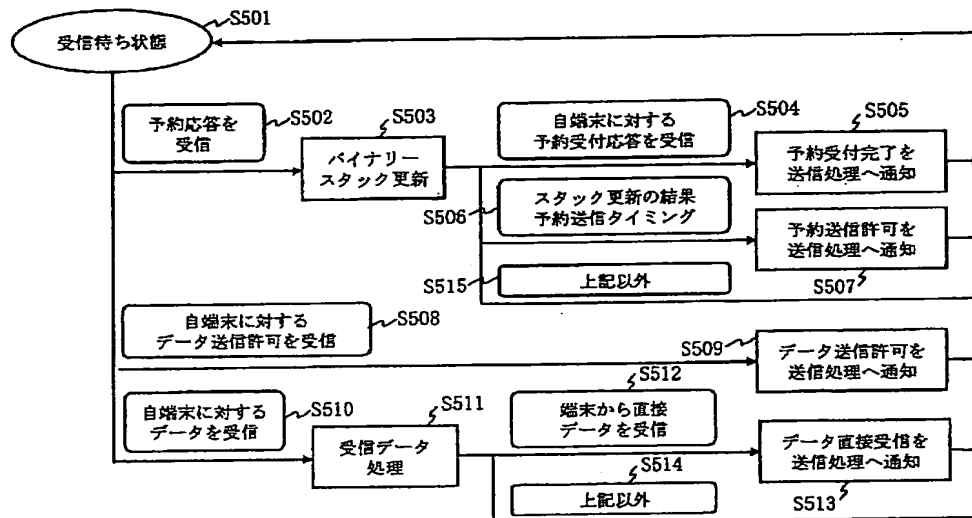 S501
受信待ち状態
予約応答を
受信
S502
S503
バイナリー
スタック更新
S504
自端末に対する
予約受付応答を受信
S505
予約受付完了を
送信処理へ通知
S506
スタック更新の結果
予約送信タイミング
予約送信許可を
送信処理へ通知
S507
S515
上記以外
S508
自端末に対する
データ送信許可を受信
S509
データ送信許可を
送信処理へ通知
S510
自端末に対する
データを受信
S511
受信データ
処理
S512
端末から直接
データを受信
データ直接受信を
送信処理へ通知
S513
S514
上記以外